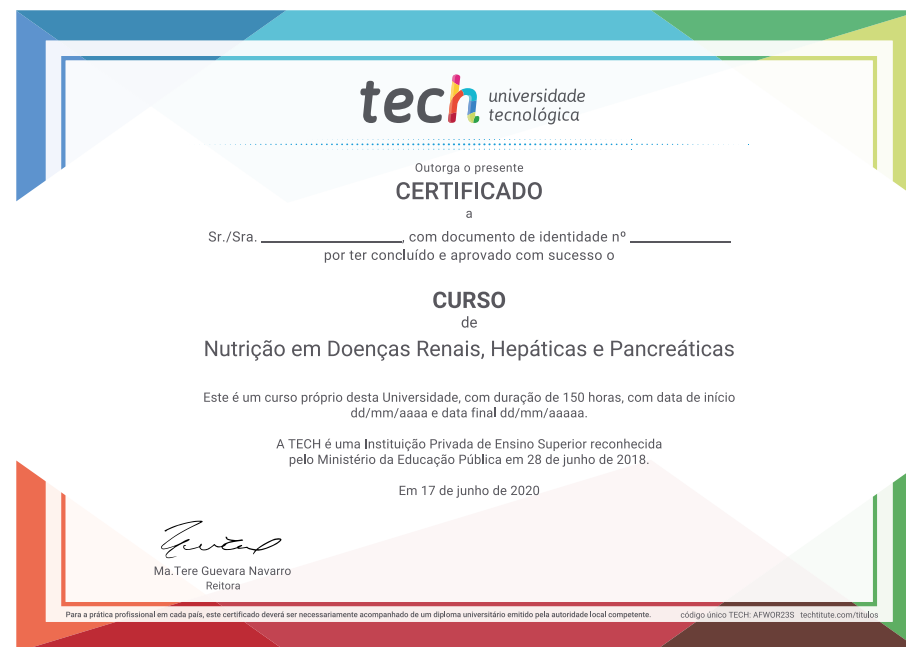 tech universidade
tecnológica
Outorga o presente
CERTIFICADO
a
Sr./Sra. ____________________, com documento de identidade nº ______________
por ter concluído e aprovado com sucesso o
CURSO
de
Nutrição em Doenças Renais, Hepáticas e Pancreáticas
Este é um curso próprio desta Universidade, com duração de 150 horas, com data de início
dd/mm/aaaa e data final dd/mm/aaaaa.
A TECH é uma Instituição Privada de Ensino Superior reconhecida
pelo Ministério da Educação Pública em 28 de junho de 2018.
Em 17 de junho de 2020
Ma.Tere Guevara Navarro
Reitora
Para a prática profissional em cada país, este certificado deverá ser necessariamente acompanhado de um diploma universitário emitido pela autoridade local competente. código único TECH: AFWOR23S techtitute.com/titulos